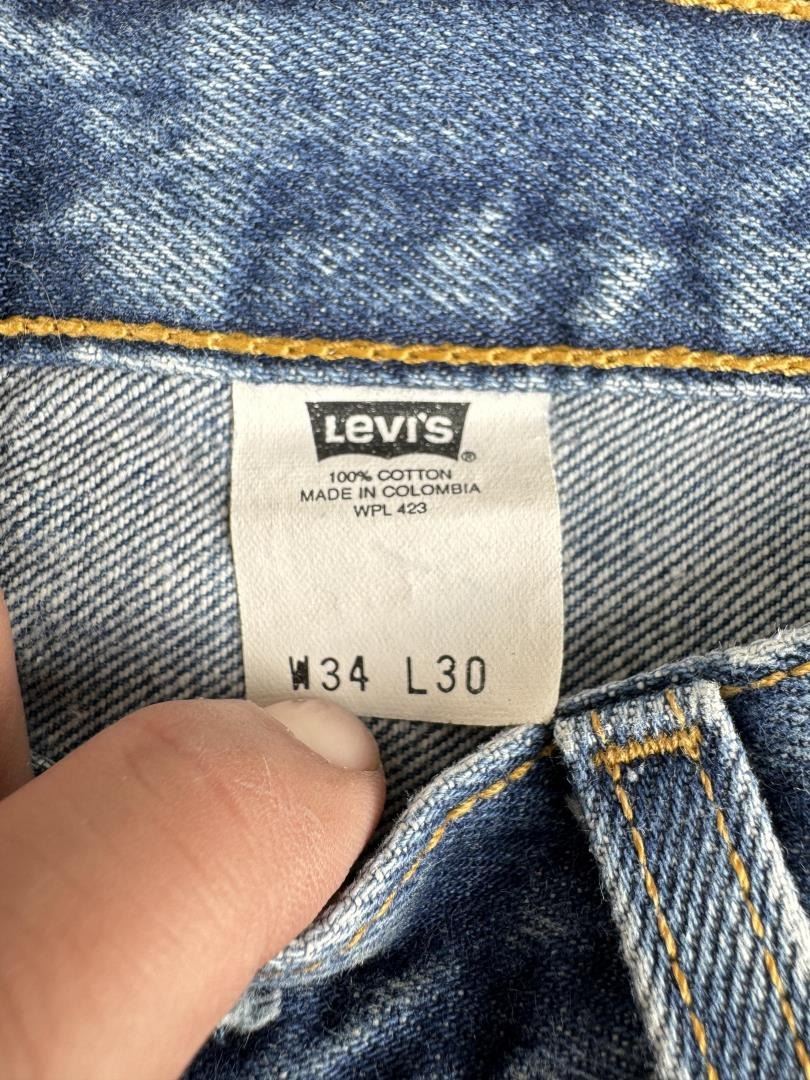 Levi's®
100% COTTON
MADE IN COLOMBIA
WPL 423
W34 L30